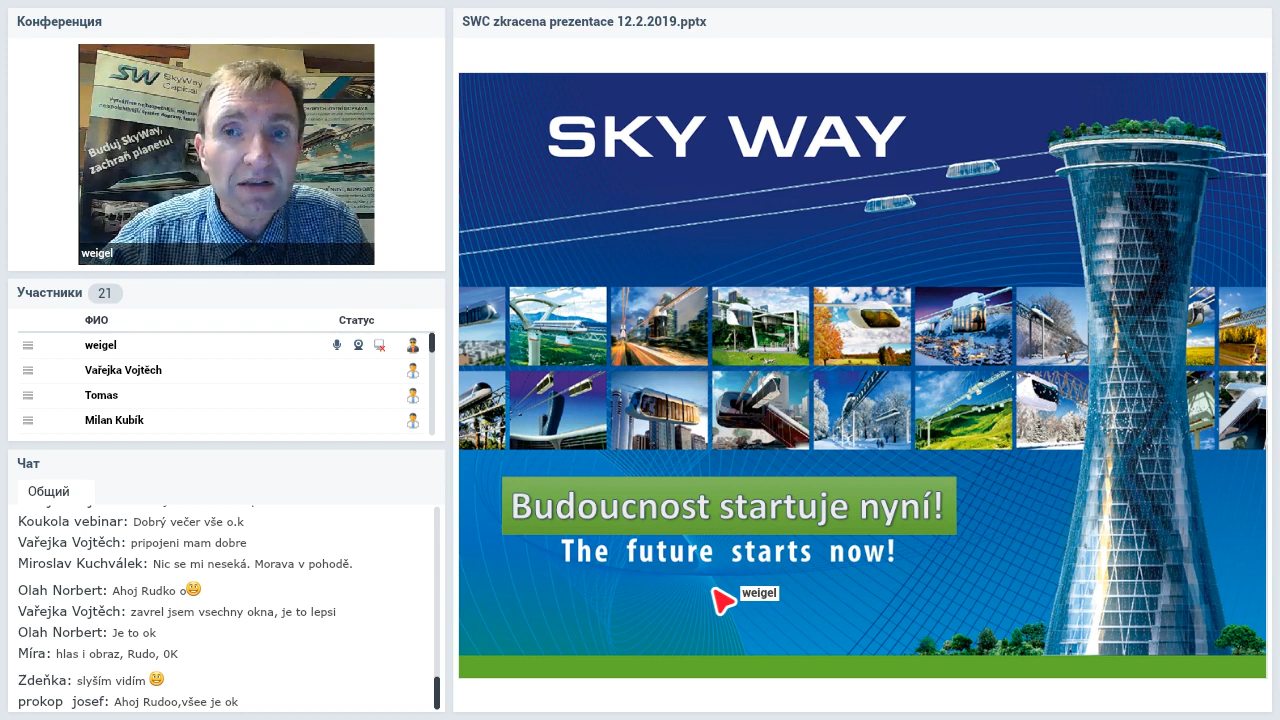 Конференция
SW SkyWay
Capital
Buduj SkyWay,
zachraň planetu!
weigel
Участники 21
ФИО Статус
weigel
Vařejka Vojtěch
Tomas
Milan Kubík
Чат
Общий
Koukola vebinar: Dobrý večer vše o.k
Vařejka Vojtěch: pripojeni mam dobre
Miroslav Kuchválek: Nic se mi neseká. Morava v pohodě.
Olah Norbert: Ahoj Rudko o
Vařejka Vojtěch: zavrel jsem vsechny okna, je to lepsi
Olah Norbert: Je to ok
Míra: hlas i obraz, Rudo, 0K
Zdeňka: slyším vidím
prokop josef: Ahoj Rudoo,všee je ok
SWC zkracena prezentace 12.2.2019.pptx
SKY WAY
Budoucnost startuje nyní!
The future starts now!
weigel